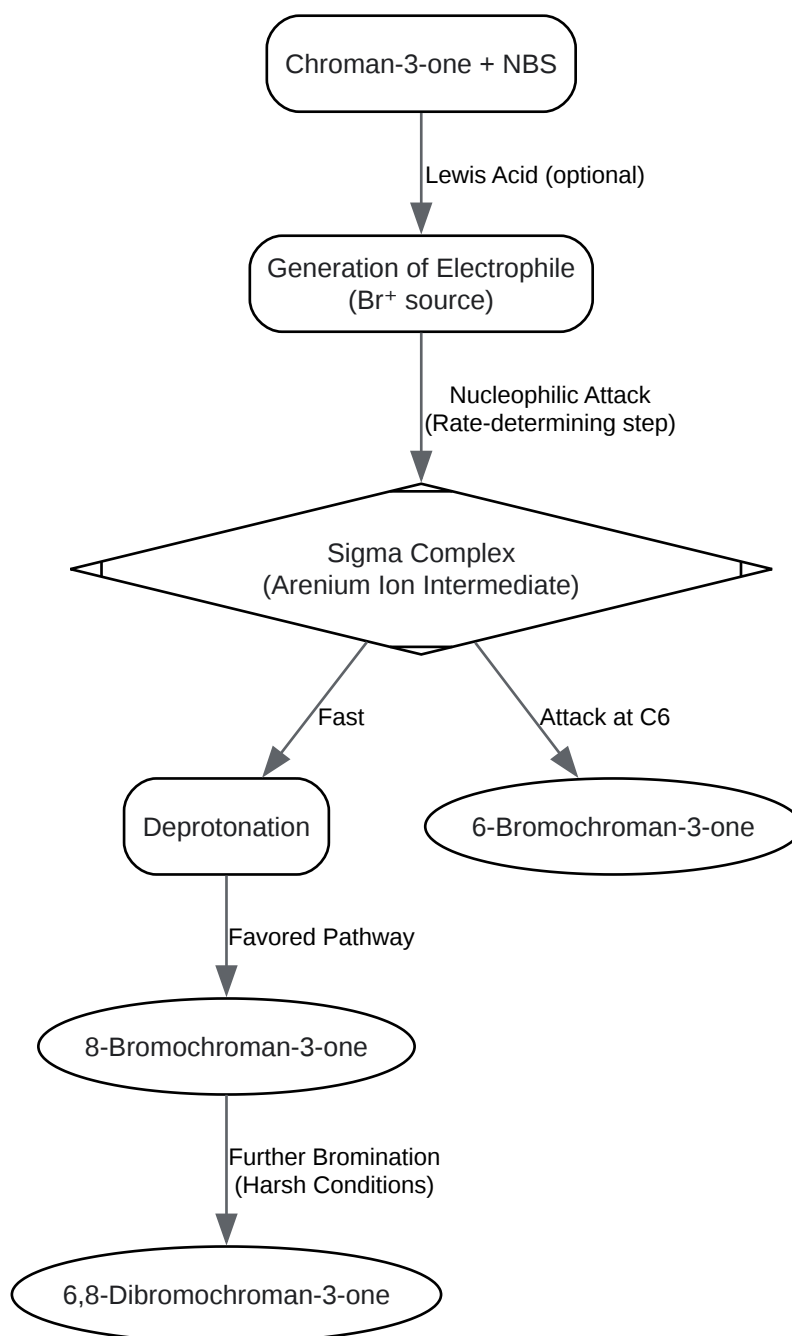 Chroman-3-one + NBS
Lewis Acid (optional)
Generation of Electrophile
(Br⁺ source)
Nucleophilic Attack
(Rate-determining step)
Sigma Complex
(Arenium Ion Intermediate)
Fast
Attack at C6
Deprotonation
6-Bromochroman-3-one
Favored Pathway
8-Bromochroman-3-one
Further Bromination
(Harsh Conditions)
6,8-Dibromochroman-3-one